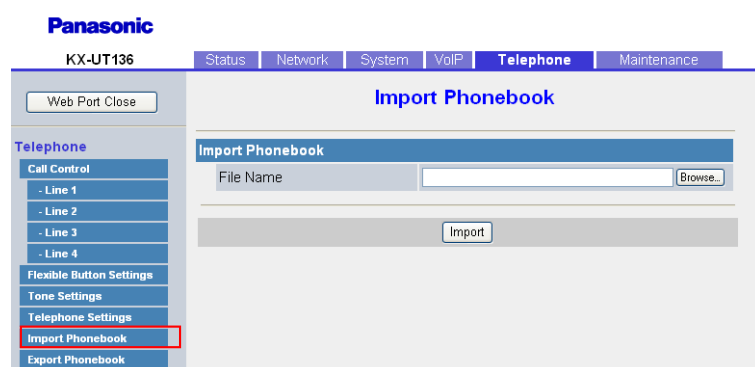 Panasonic
KX-UT136
Status Network System VoIP Telephone Maintenance
Web Port Close
Import Phonebook
Telephone
Call Control
- Line 1
- Line 2
- Line 3
- Line 4
Flexible Button Settings
Tone Settings
Telephone Settings
Import Phonebook
Export Phonebook
Import Phonebook
File Name
Browse...
Import